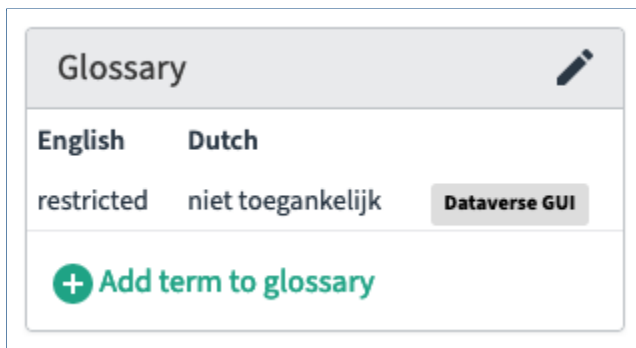 Glossary
English Dutch
restricted niet toegankelijk Dataverse GUI
Add term to glossary